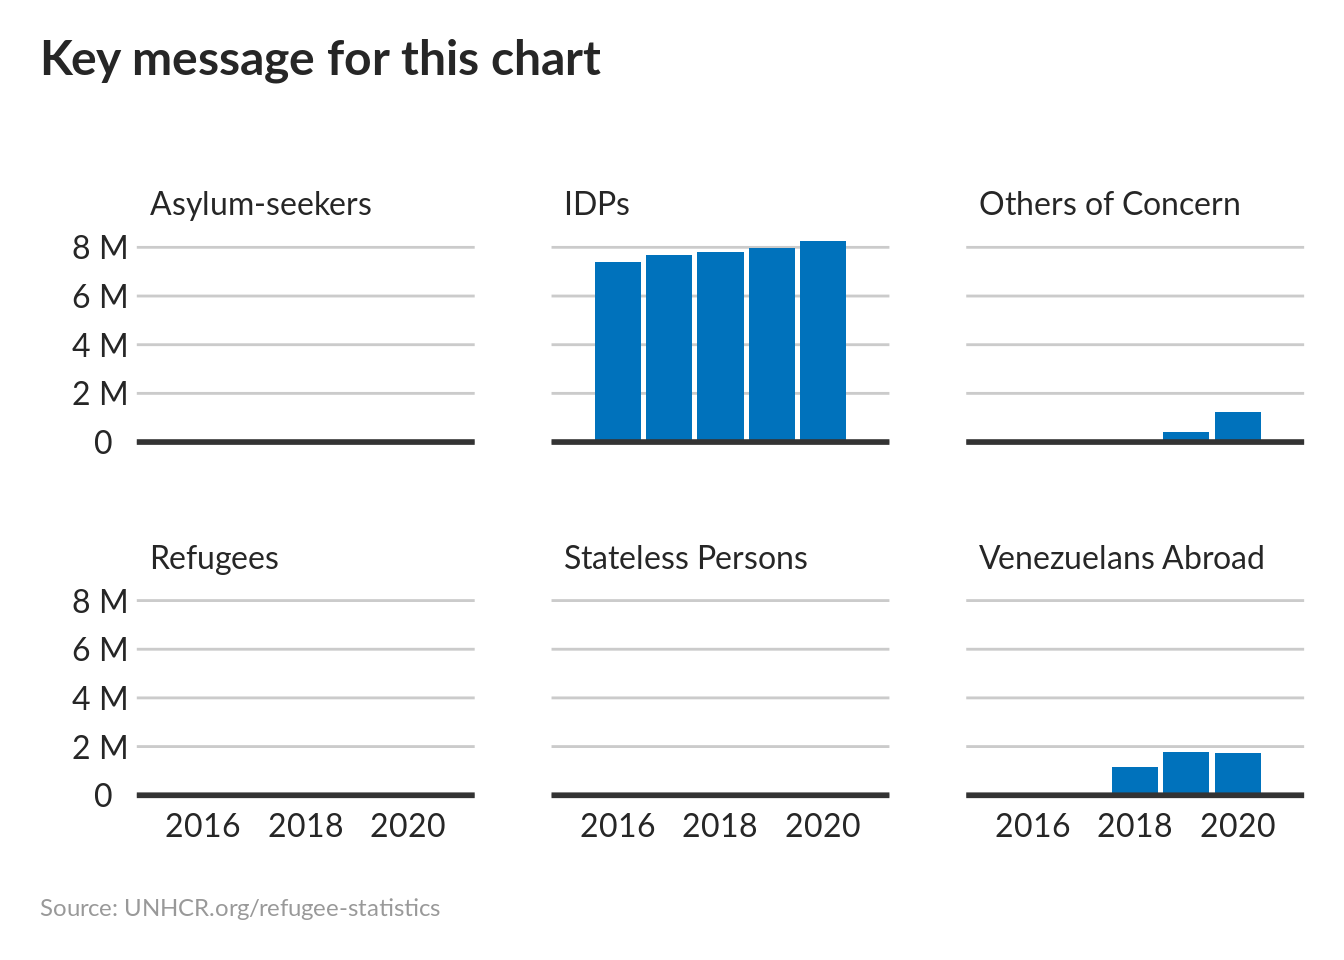 Key message for this chart
Asylum-seekers
IDPs
Others of Concern
8 M
6 M
4 M
2 M
0
Refugees
Stateless Persons
Venezuelans Abroad
8 M
6 M
4 M
2 M
0
2016 2018 2020
2016 2018 2020
2016 2018 2020
Source: UNHCR.org/refugee-statistics